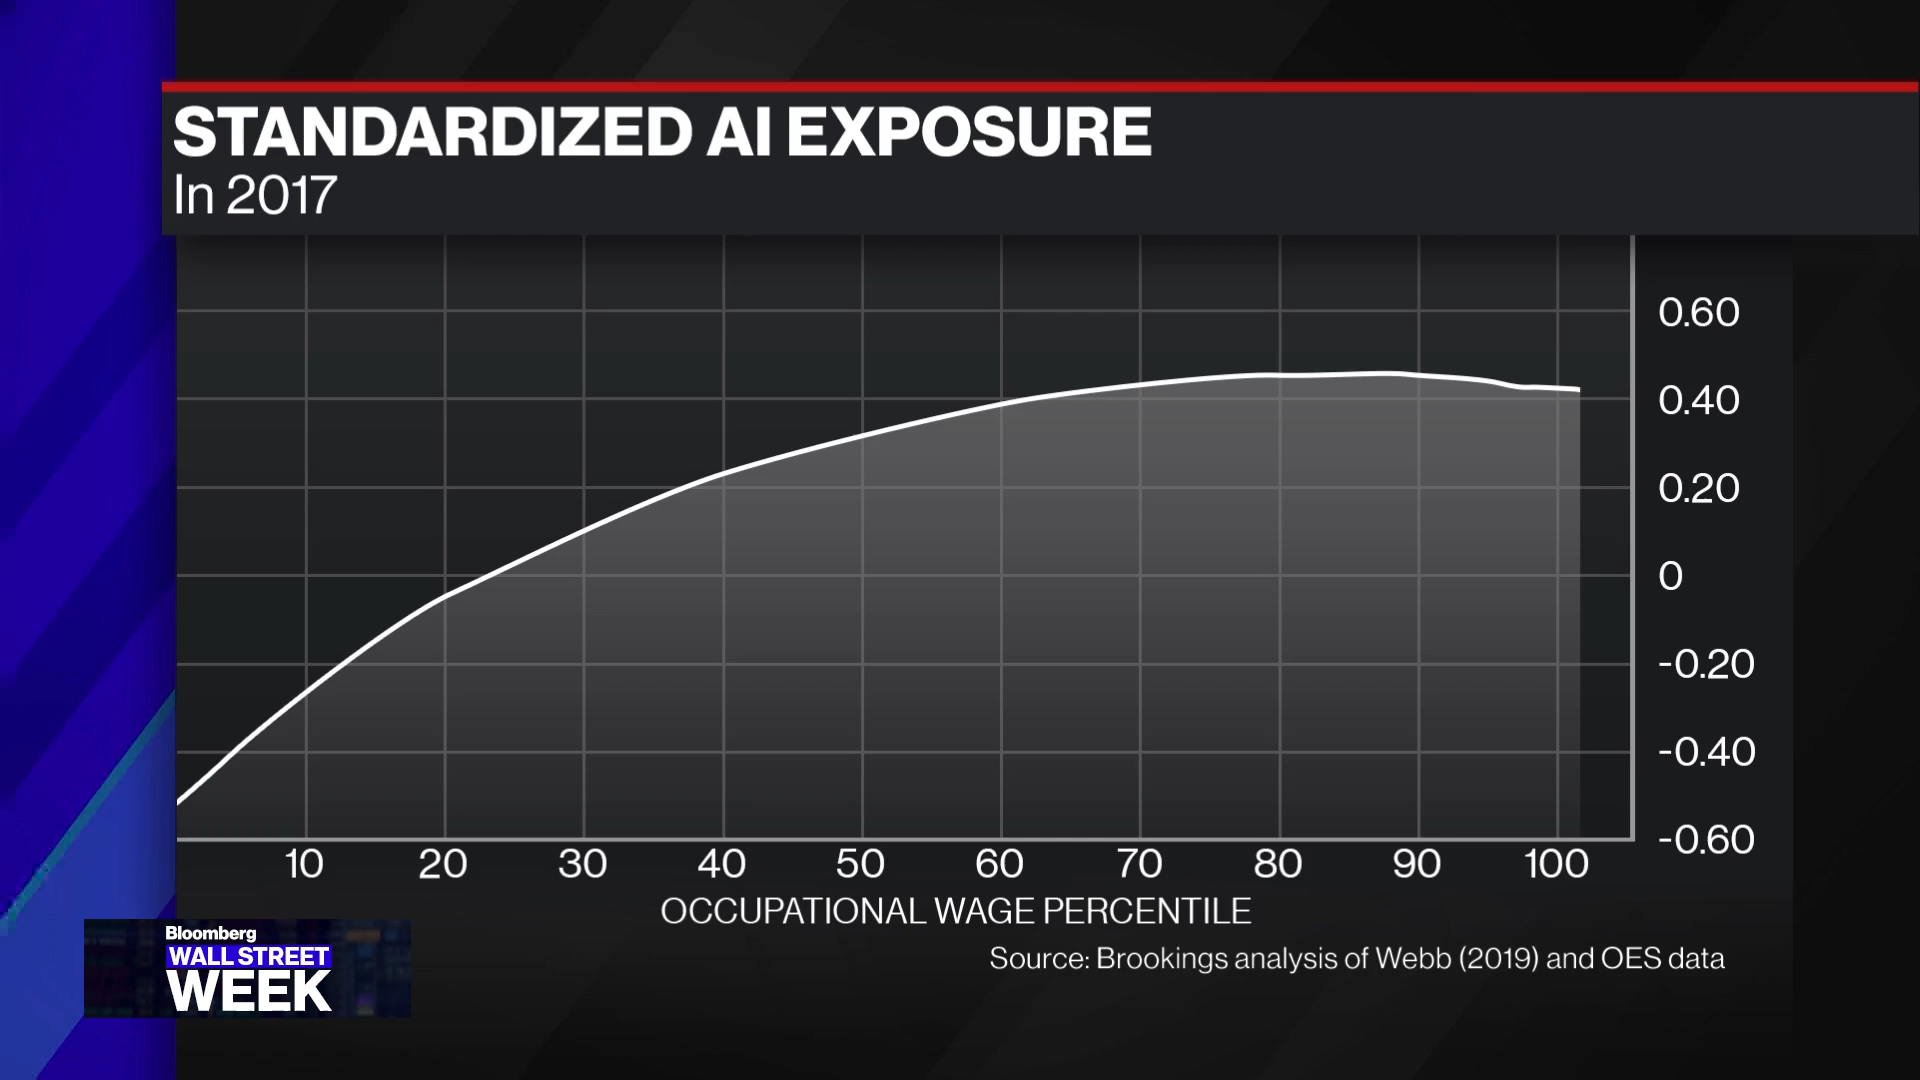 STANDARDIZED AI EXPOSURE
In 2017
0.60
0.40
0.20
0
-0.20
-0.40
-0.60
10 20 30 40 50 60 70 80 90 100
OCCUPATIONAL WAGE PERCENTILE
Source: Brookings analysis of Webb (2019) and OES data
Bloomberg
WALL STREET
WEEK